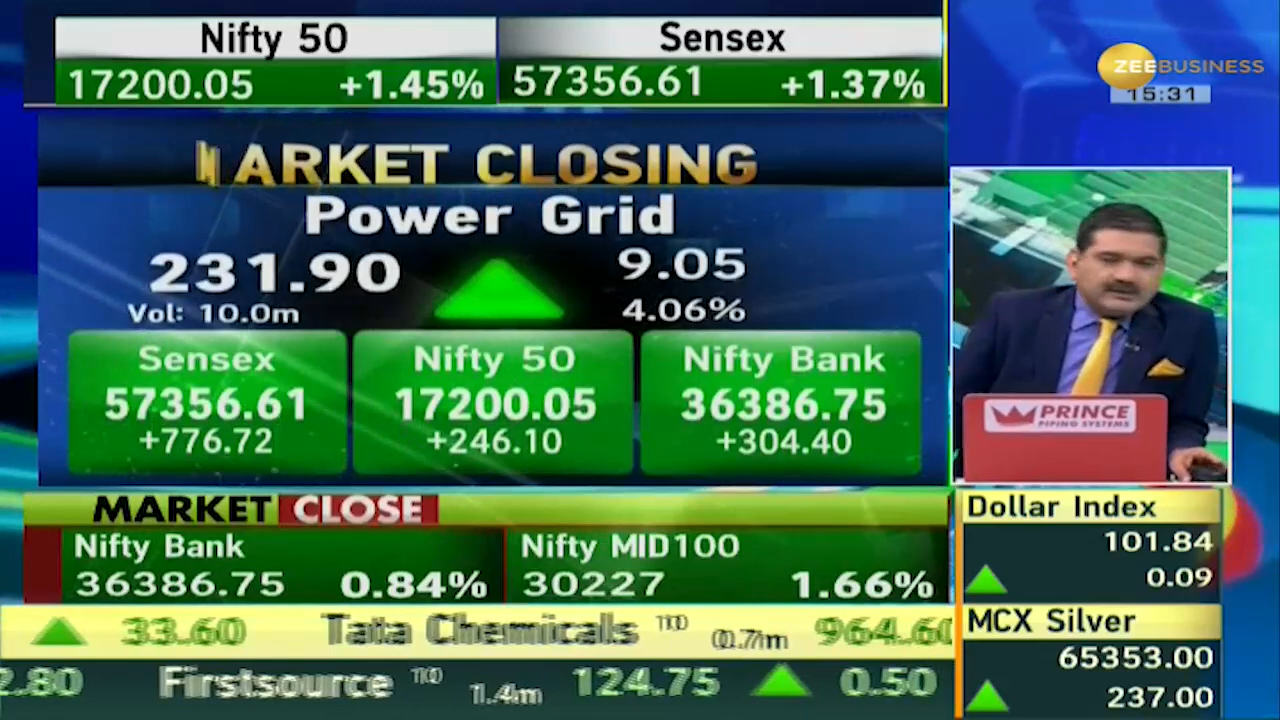 Nifty 50
17200.05 +1.45%
Sensex
57356.61 +1.37%
ZEEBUSINESS
15:31
MARKET CLOSING
Power Grid
231.90
9.05
Vol: 10.0m
4.06%
Sensex
57356.61
+776.72
Nifty 50
17200.05
+246.10
Nifty Bank
36386.75
+304.40
PRINCE
PIPING SYSTEMS
MARKET CLOSE
Nifty Bank
36386.75 0.84%
Nifty MID100
30227 1.66%
Dollar Index
101.84
0.09
MCX Silver
65353.00
237.00
33.60 Tata Chemicals 964.60
2.80 Firstsource 1.4m 124.75 0.50